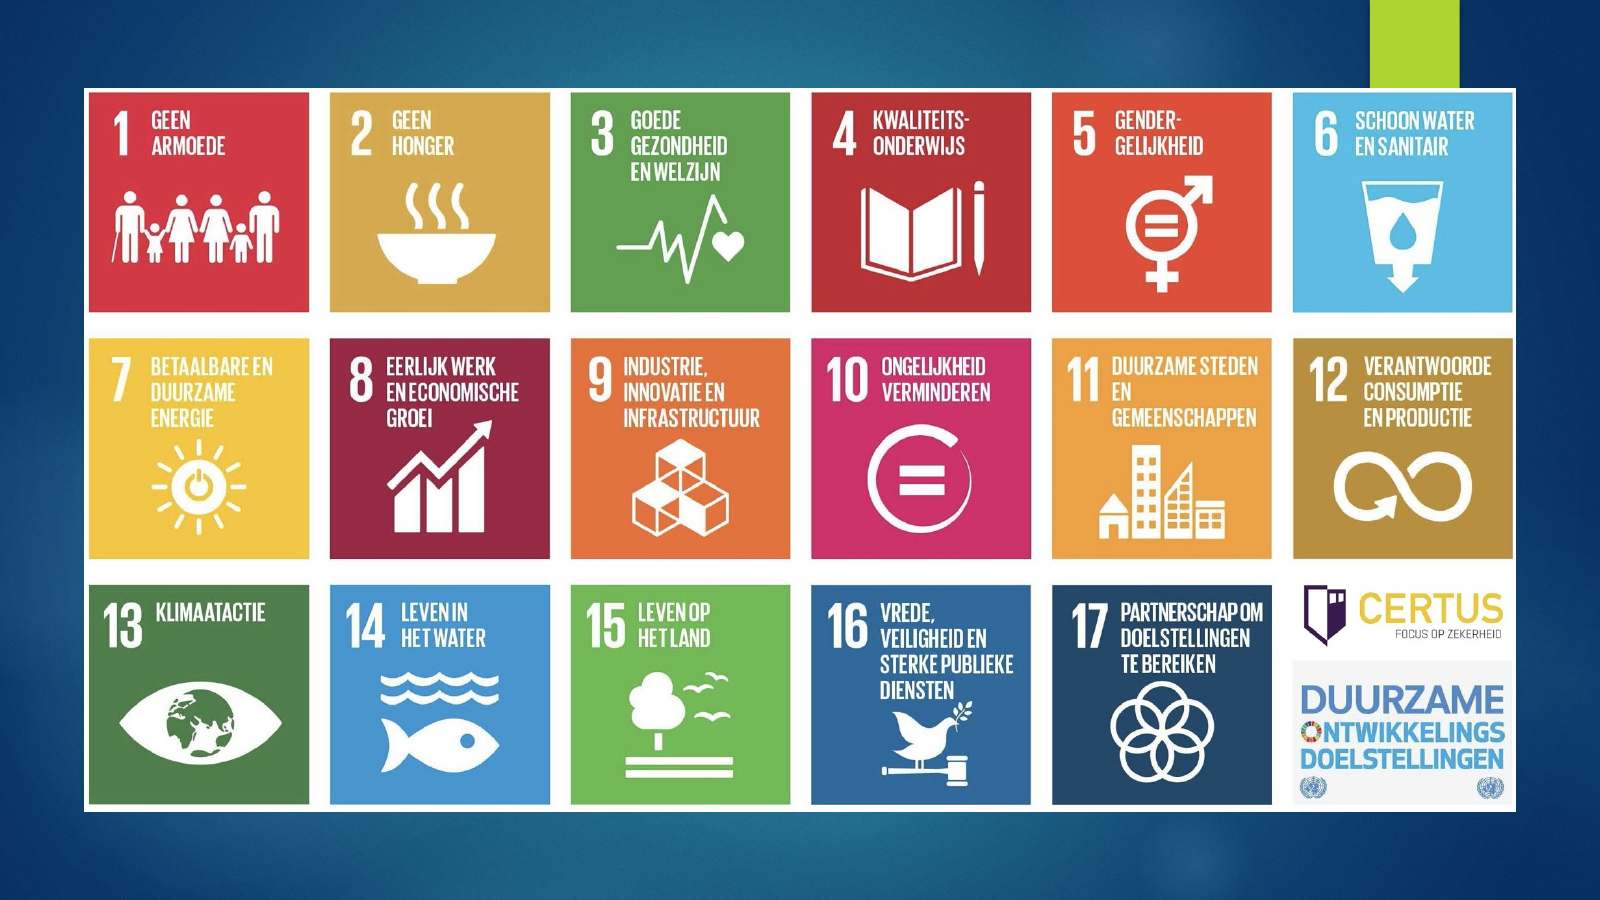 1 GEEN
ARMOEDE
2 GEEN
HONGER
3 GOEDE
GEZONDHEID
EN WELZIJN
4 KWALITEITS-
ONDERWIJS
5 GENDER-
GELIJKHEID
6 SCHOON WATER
EN SANITAIR
7 BETAALBARE EN
DUURZAME
ENERGIE
8 EERLIJK WERK
EN ECONOMISCHE
GROEI
9 INDUSTRIE,
INNOVATIE EN
INFRASTRUCTUUR
10 ONGELIJKHEID
VERMINDEREN
11 DUURZAME STEDEN
EN
GEMEENSCHAPPEN
12 VERANTWOORDE
CONSUMPTIE
EN PRODUCTIE
13 KLIMAATACTIE
14 LEVEN IN
HET WATER
15 LEVEN OP
HET LAND
16 VREDE,
VEILIGHEID EN
STERKE PUBLIEKE
DIENSTEN
17 PARTNERSCHAP OM
DOELSTELLINGEN
TE BEREIKEN
CERTUS
FOCUS OP ZEKERHEID
DUURZAME
ONTWIKKELINGS
DOELSTELLINGEN